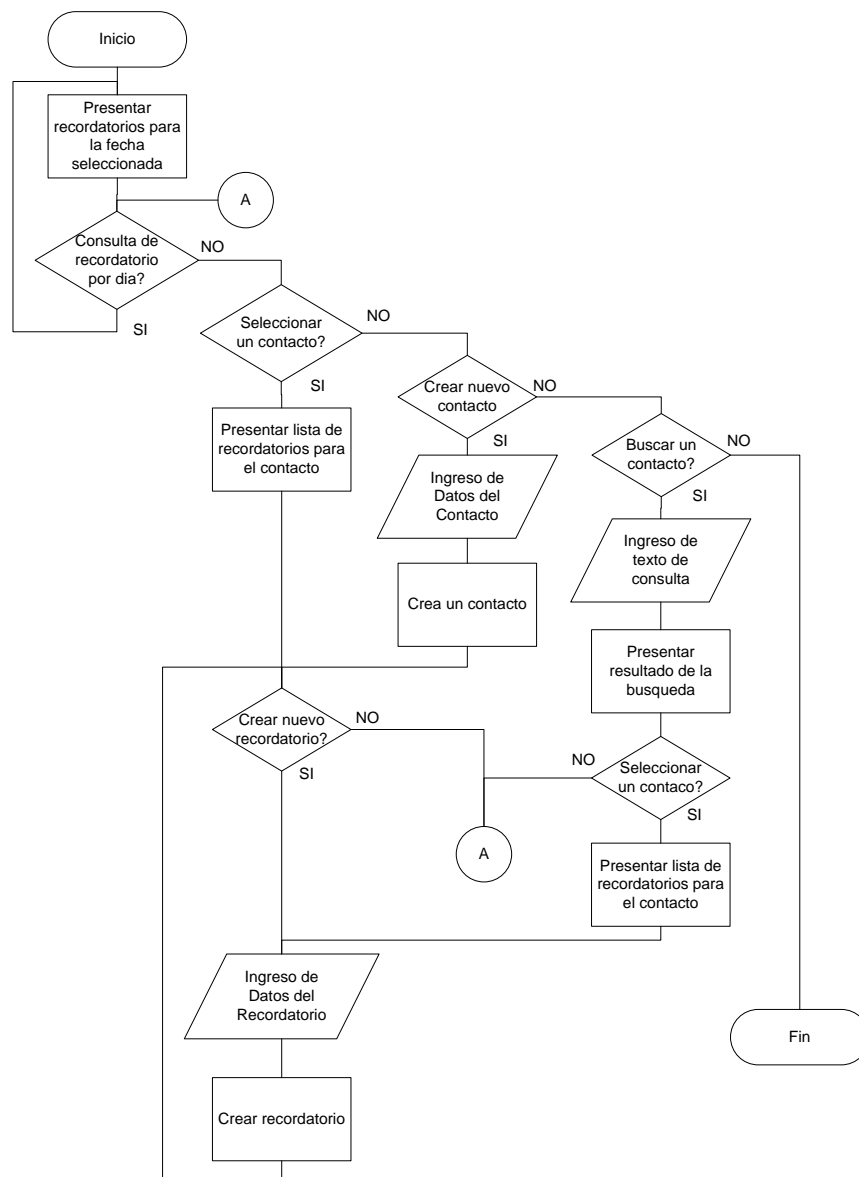 Inicio
Presentar
recordatorios para
la fecha
seleccionada
A
Consulta de
recordatorio
por dia?
NO
SI
Seleccionar
un contacto?
NO
SI
Crear nuevo
contacto
NO
SI
Buscar un
contacto?
NO
SI
Presentar lista de
recordatorios para
el contacto
Ingreso de
Datos del
Contacto
Ingreso de
texto de
consulta
Crea un contacto
Presentar
resultado de la
busqueda
Crear nuevo
recordatorio?
NO
SI
Seleccionar
un contaco?
NO
SI
A
Presentar lista de
recordatorios para
el contacto
Ingreso de
Datos del
Recordatorio
Fin
Crear recordatorio